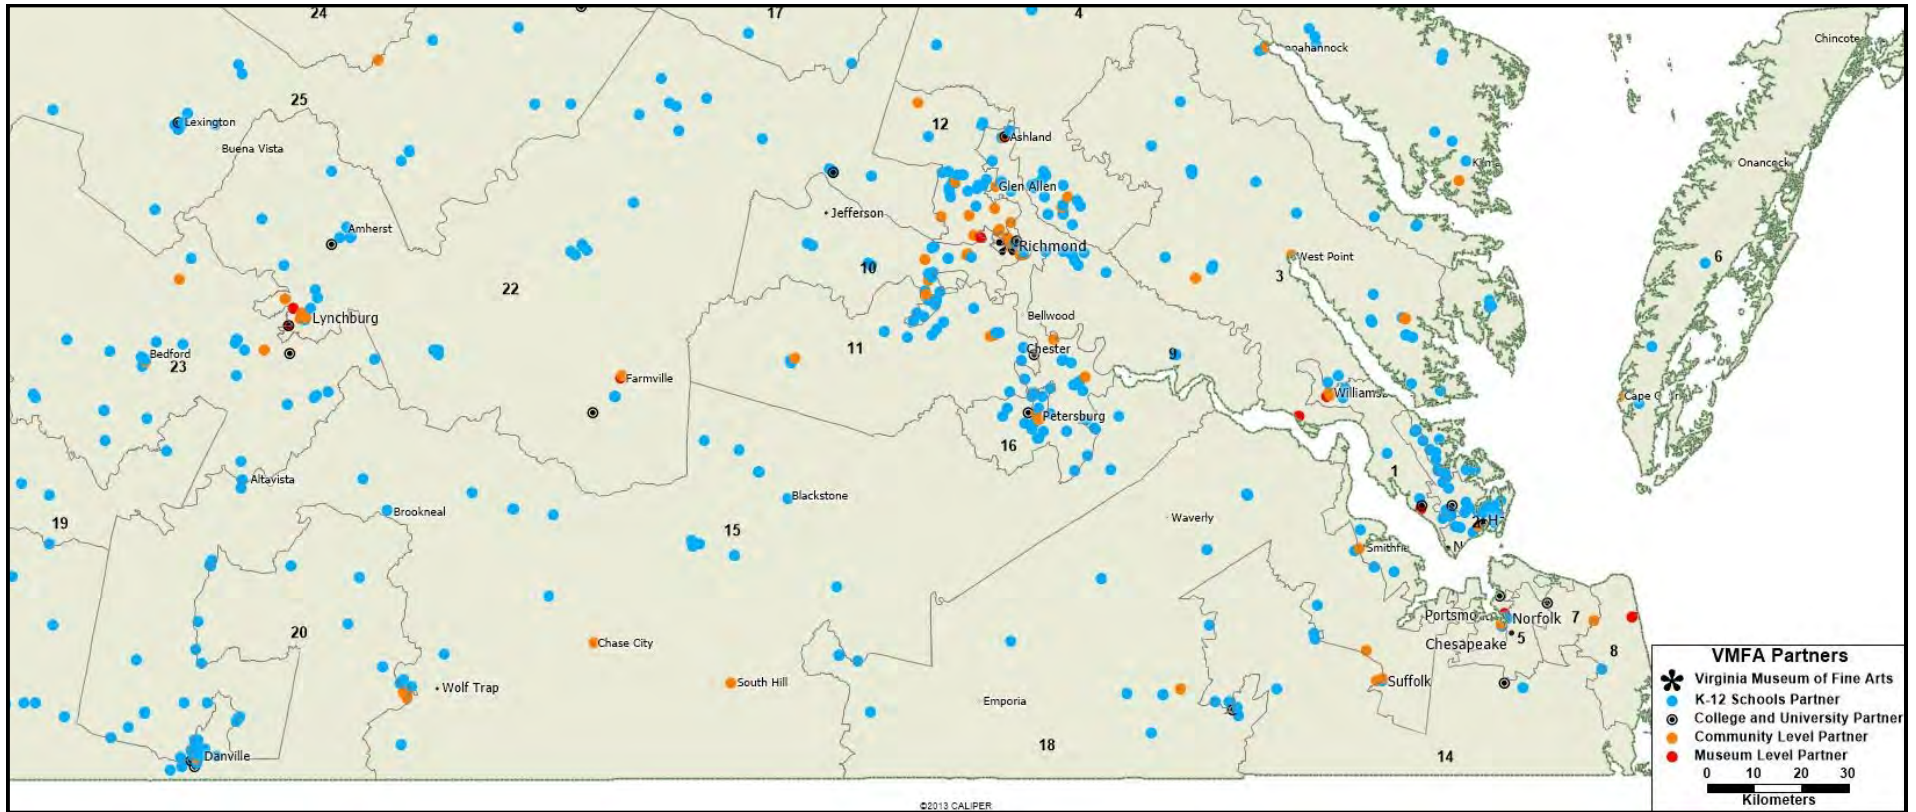 24
17
4
Chincote
pahannock
25
Lexington
12
Ashland
Buena Vista
Onancock
Glen Allen
Jefferson
Amherst
Richmond
West Point
6
10
3
22
Bellwood
Lynchburg
Chester
11
9
Bedford
23
Farmville
Williams
Cape C
Petersburg
16
1
Altavista
Blackstone
Brookneal
19
15
Waverly
2
H
Smithfie
N
Portsmo
Norfolk
7
20
5
Chase City
Chesapeake
8
Wolf Trap
South Hill
Suffolk
Emporia
18
Danville
14
VMFA Partners
Virginia Museum of Fine Arts
K-12 Schools Partner
College and University Partner
Community Level Partner
Museum Level Partner
0 10 20 30
Kilometers
©2013 CALIPER